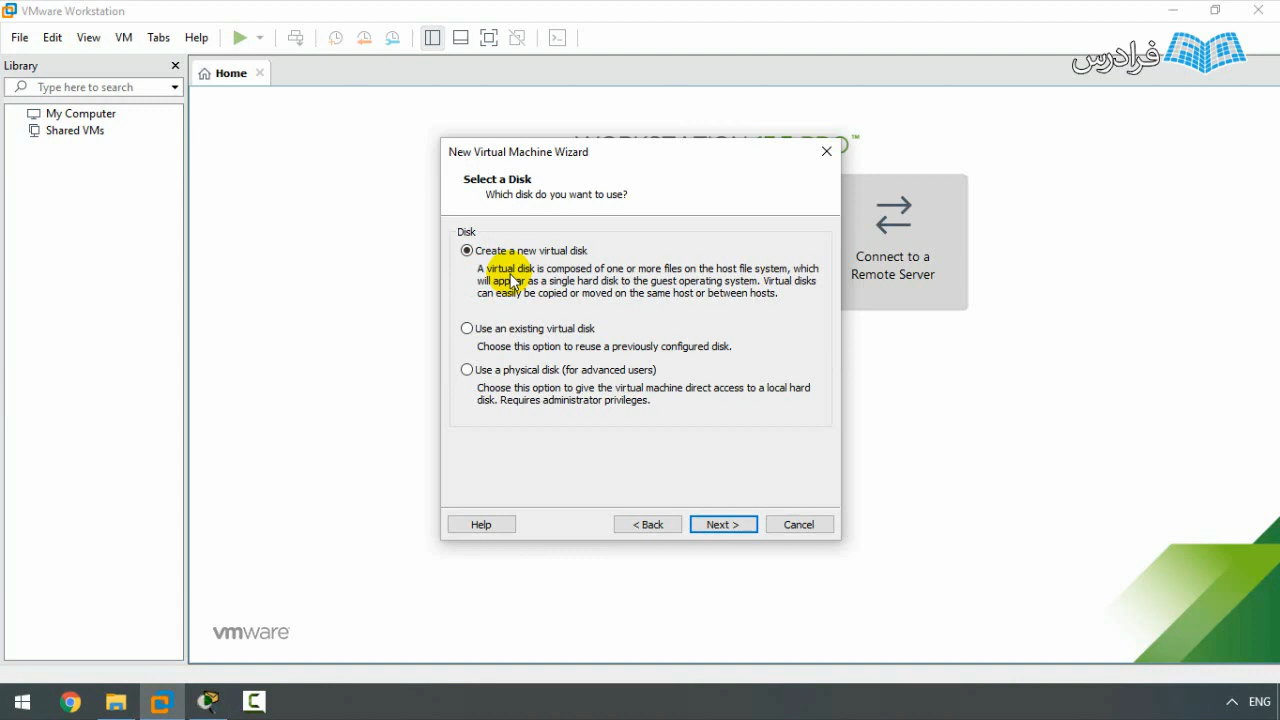 VMware Workstation
File Edit View VM Tabs Help
Library
Type here to search
My Computer
Shared VMs
Home
فرادرس
™
New Virtual Machine Wizard
Select a Disk
Which disk do you want to use?
Disk
Create a new virtual disk
A virtual disk is composed of one or more files on the host file system, which
will appear as a single hard disk to the guest operating system. Virtual disks
can easily be copied or moved on the same host or between hosts.
Use an existing virtual disk
Choose this option to reuse a previously configured disk.
Use a physical disk (for advanced users)
Choose this option to give the virtual machine direct access to a local hard
disk. Requires administrator privileges.
Help
< Back
Next >
Cancel
Connect to a
Remote Server
vmware
ENG